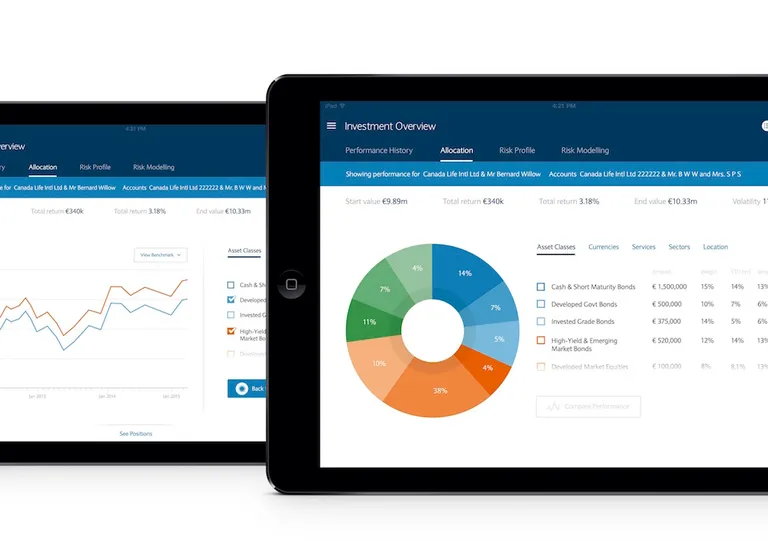 4:21 PM
erview
ry Allocation Risk Profile Risk Modelling
e for Canada Life Intl Ltd & Mr Bernard Willow Accounts Canada Life Intl Ltd 222222 & Mr. B W W and M
Total return €340k Total return 3.18% End value €10.33m
View Benchmark
Asset Classes
Cash & Sh
Developed
Invested G
High-Yield
Market Bo
Developed
Jan 2013 Jan 2014 Jan 2015
Back
See Positions
iPad 4:21 PM
Investment Overview
Performance History Allocation Risk Profile Risk Modelling
Showing performance for Canada Life Intl Ltd & Mr Bernard Willow Accounts Canada Life Intl Ltd 222222 & Mr. B W W and Mrs. S P S
Start value €9.89m Total return €340k Total return 3.18% End value €10.33m Volatility 11
Asset Classes Currencies Services Sectors Location
Cash & Short Maturity Bonds € 1,500,000 15% 14% 13%
Developed Govt Bonds € 500,000 10% 7% 6%
Invested Grade Bonds € 375,000 14% 5% 6%
High-Yield & Emerging Market Bonds € 520,000 12% 14% 13%
Developed Market Equities € 100,000 8% 8.1% 13%
Compare Performance
14%
7%
5%
4%
38%
10%
11%
7%
4%